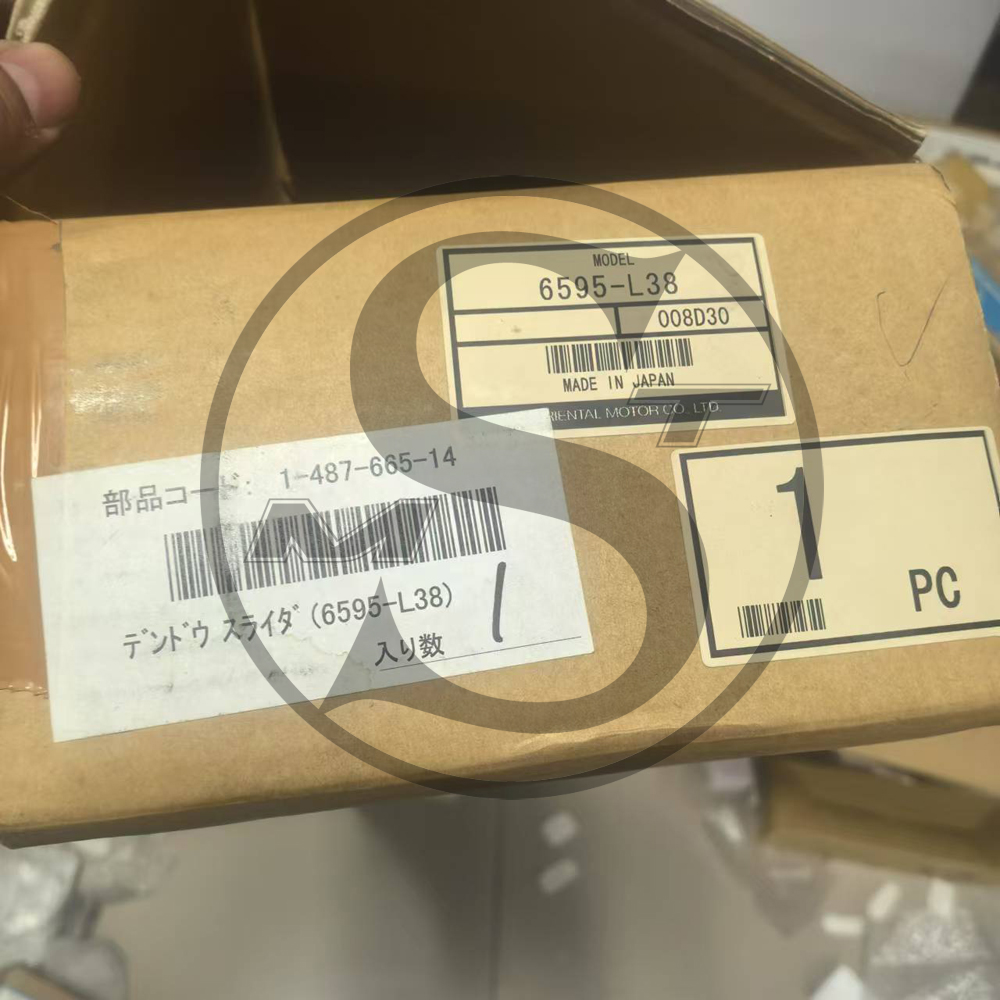 MODEL
6595-L38
008D30
MADE IN JAPAN
ORIENTAL MOTOR CO., LTD.
部品コード: 1-487-665-14
ﾃﾞﾝﾄﾞｳ ｽﾗｲﾀﾞ (6595-L38)
入り数 1
1
PC
S
M
T